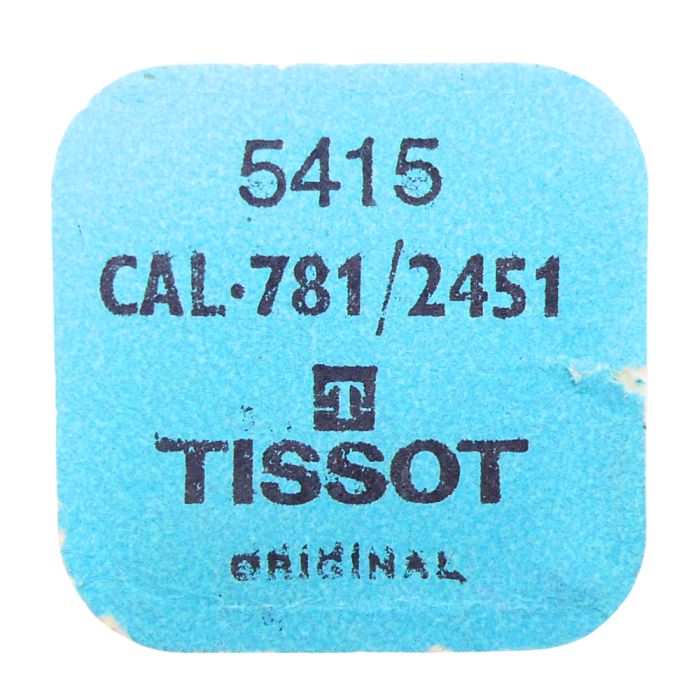 5415
CAL·781/2451
T
TISSOT
ORIGINAL